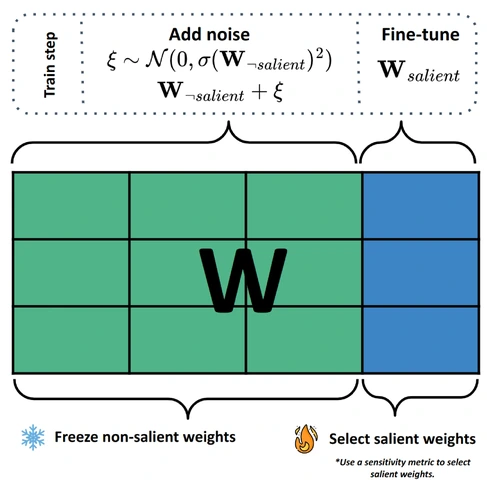 Train step
Add noise
ξ ∼ 𝒩(0, σ(W¬salient)²)
W¬salient + ξ
Fine-tune
Wsalient
W
Freeze non-salient weights
Select salient weights
*Use a sensitivity metric to select
salient weights.